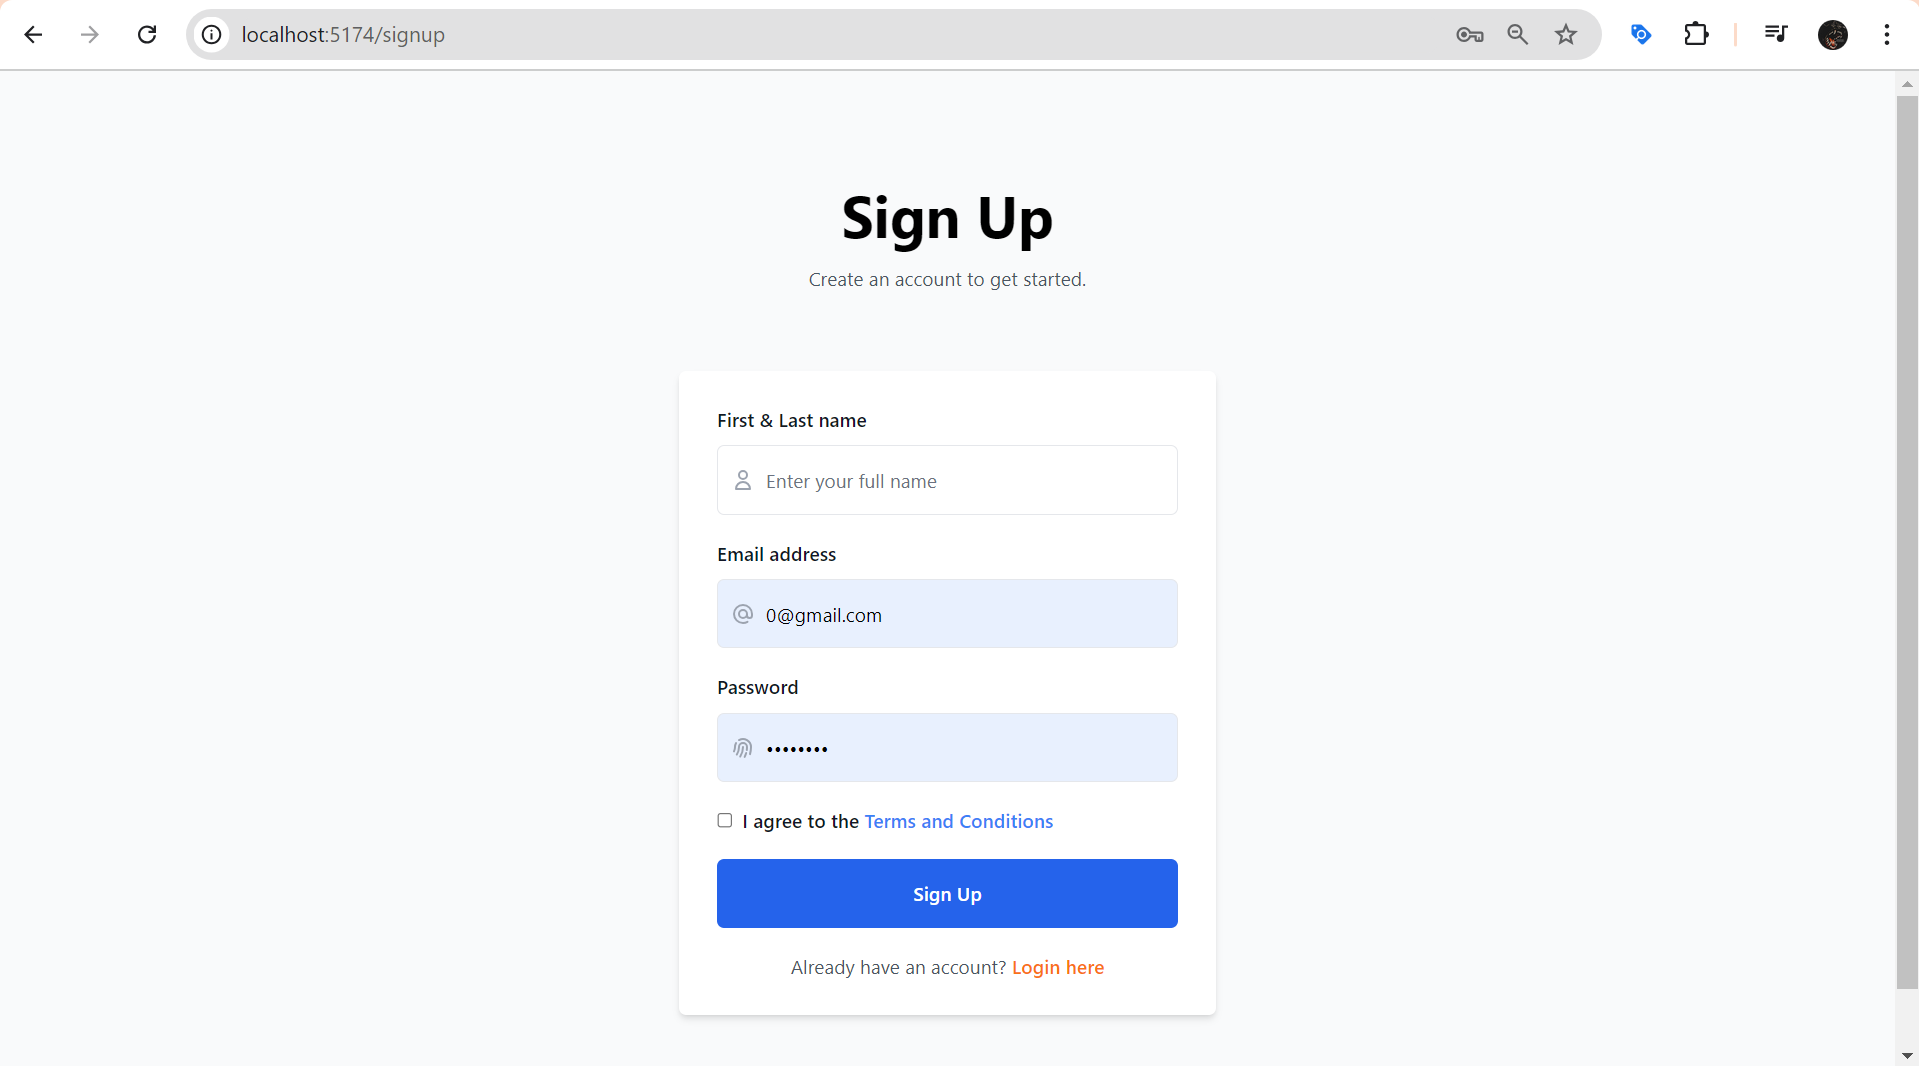 localhost:5174/signup
Sign Up
Create an account to get started.
First & Last name
Enter your full name
Email address
0@gmail.com
Password
••••••••
I agree to the Terms and Conditions
Sign Up
Already have an account? Login here